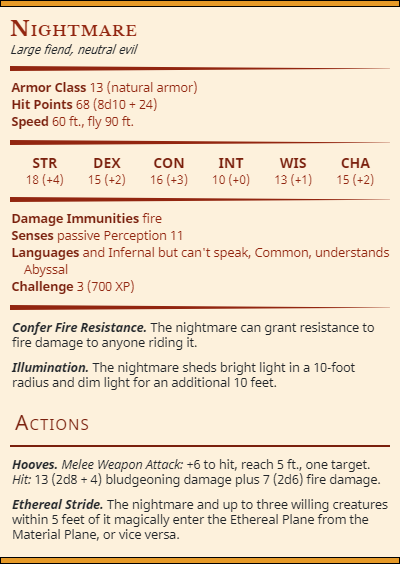 Nightmare
Large fiend, neutral evil
Armor Class 13 (natural armor)
Hit Points 68 (8d10 + 24)
Speed 60 ft., fly 90 ft.
STR DEX CON INT WIS CHA
18 (+4) 15 (+2) 16 (+3) 10 (+0) 13 (+1) 15 (+2)
Damage Immunities fire
Senses passive Perception 11
Languages and Infernal but can't speak, Common, understands
Abyssal
Challenge 3 (700 XP)
Confer Fire Resistance. The nightmare can grant resistance to
fire damage to anyone riding it.
Illumination. The nightmare sheds bright light in a 10-foot
radius and dim light for an additional 10 feet.
Actions
Hooves. Melee Weapon Attack: +6 to hit, reach 5 ft., one target.
Hit: 13 (2d8 + 4) bludgeoning damage plus 7 (2d6) fire damage.
Ethereal Stride. The nightmare and up to three willing creatures
within 5 feet of it magically enter the Ethereal Plane from the
Material Plane, or vice versa.